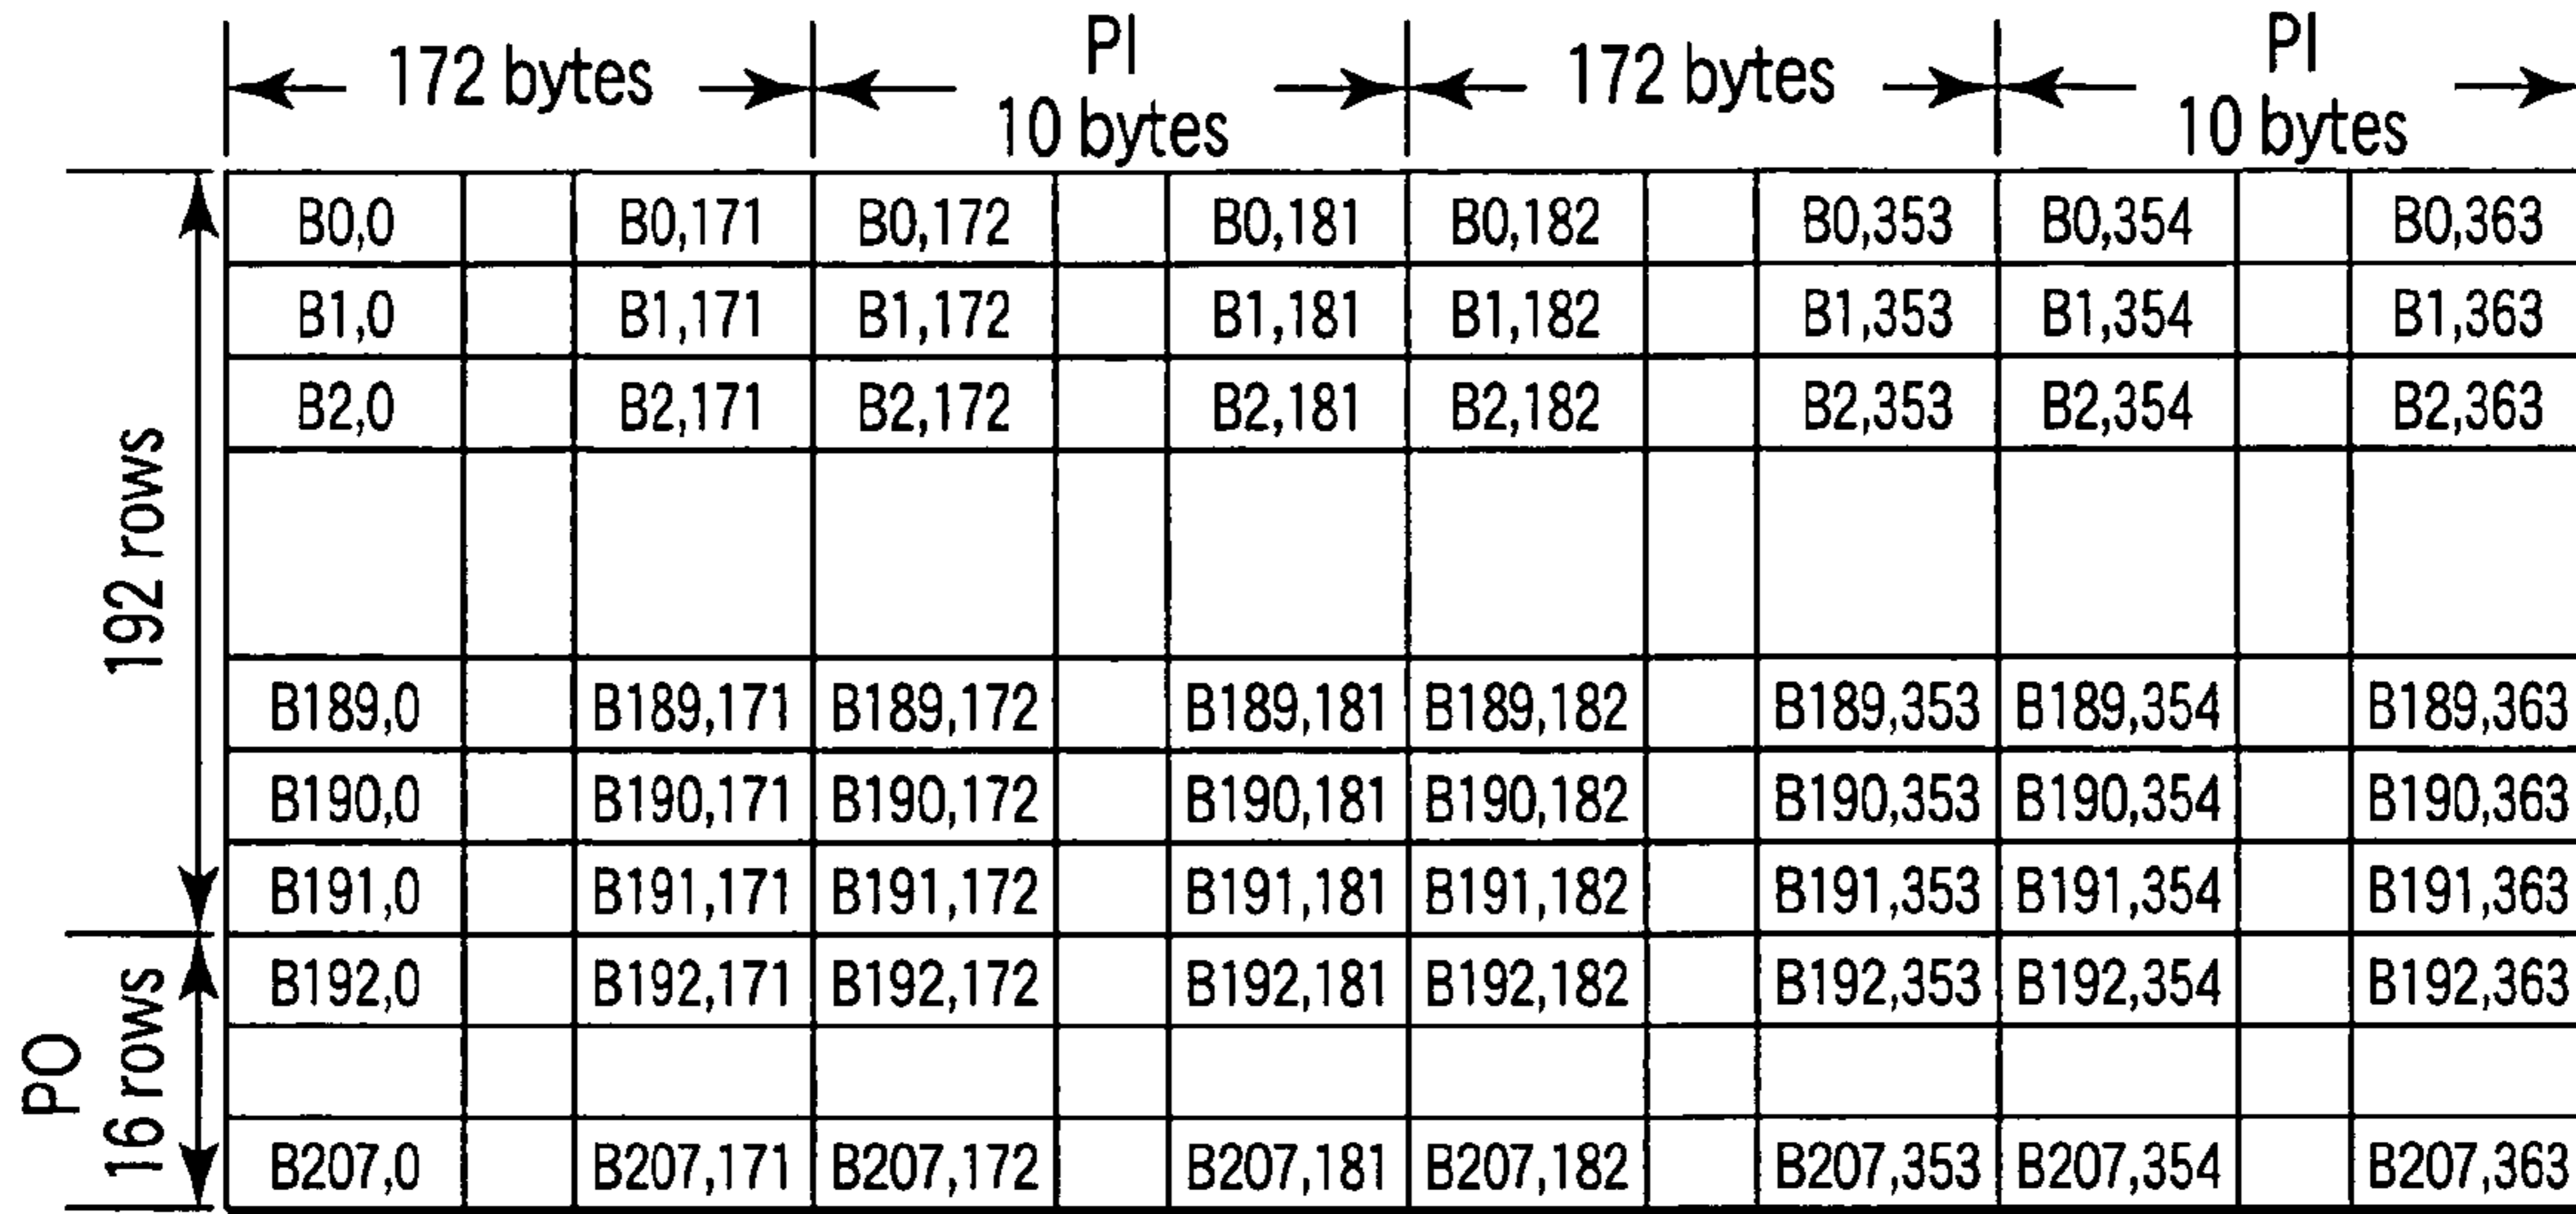 172 bytes PI 10 bytes 172 bytes PI 10 bytes
B0,0 B0,171 B0,172 B0,181 B0,182 B0,353 B0,354 B0,363
B1,0 B1,171 B1,172 B1,181 B1,182 B1,353 B1,354 B1,363
B2,0 B2,171 B2,172 B2,181 B2,182 B2,353 B2,354 B2,363
192 rows
B189,0 B189,171 B189,172 B189,181 B189,182 B189,353 B189,354 B189,363
B190,0 B190,171 B190,172 B190,181 B190,182 B190,353 B190,354 B190,363
B191,0 B191,171 B191,172 B191,181 B191,182 B191,353 B191,354 B191,363
B192,0 B192,171 B192,172 B192,181 B192,182 B192,353 B192,354 B192,363
PO
16 rows
B207,0 B207,171 B207,172 B207,181 B207,182 B207,353 B207,354 B207,363